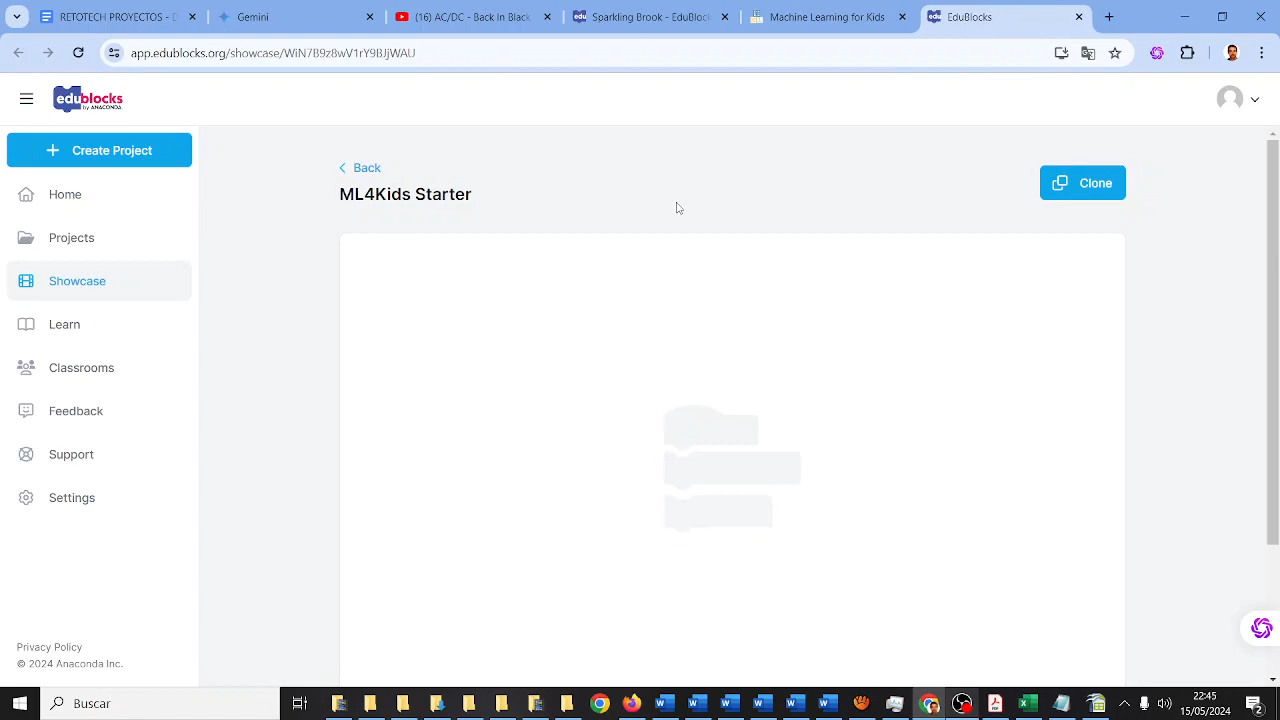 RETOTECH PROYECTOS - D
Gemini
(16) AC/DC - Back In Black
Sparkling Brook - EduBlock
Machine Learning for Kids
EduBlocks
app.edublocks.org/showcase/WiN7B9z8wV1rY9BJjWAU
edublocks
by ANACONDA
Create Project
Home
Projects
Showcase
Learn
Classrooms
Feedback
Support
Settings
Back
ML4Kids Starter
Clone
Privacy Policy
© 2024 Anaconda Inc.
Buscar
22:45
15/05/2024